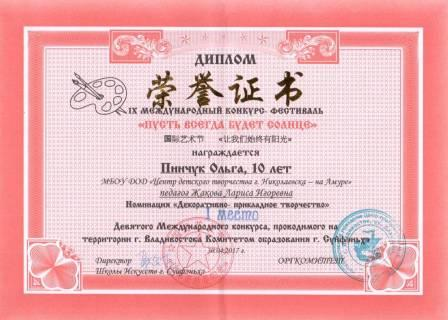 ДИПЛОМ
荣誉证书
IX МЕЖДУНАРОДНЫЙ КОНКУРС- ФЕСТИВАЛЬ
«ПУСТЬ ВСЕГДА БУДЕТ СОЛНЦЕ»
国际艺术节 «让我们始终有阳光»
НАГРАЖДАЕТСЯ
Пинчук Ольга, 10 лет
МБОУ ДОД «Центр детского творчества г. Николаевска – на Амуре»
педагог Жакова Лариса Игоревна
Номинация «Декоративно- прикладное творчество»
I место
Девятого Международного конкурса, проводимого на
территории г. Владивостока Комитетом образования г. Суйфэньхэ
30.04.2017 г.
Директор ОРГКОМИТЕТ
Школы Искусств г. Суйфэньхэ